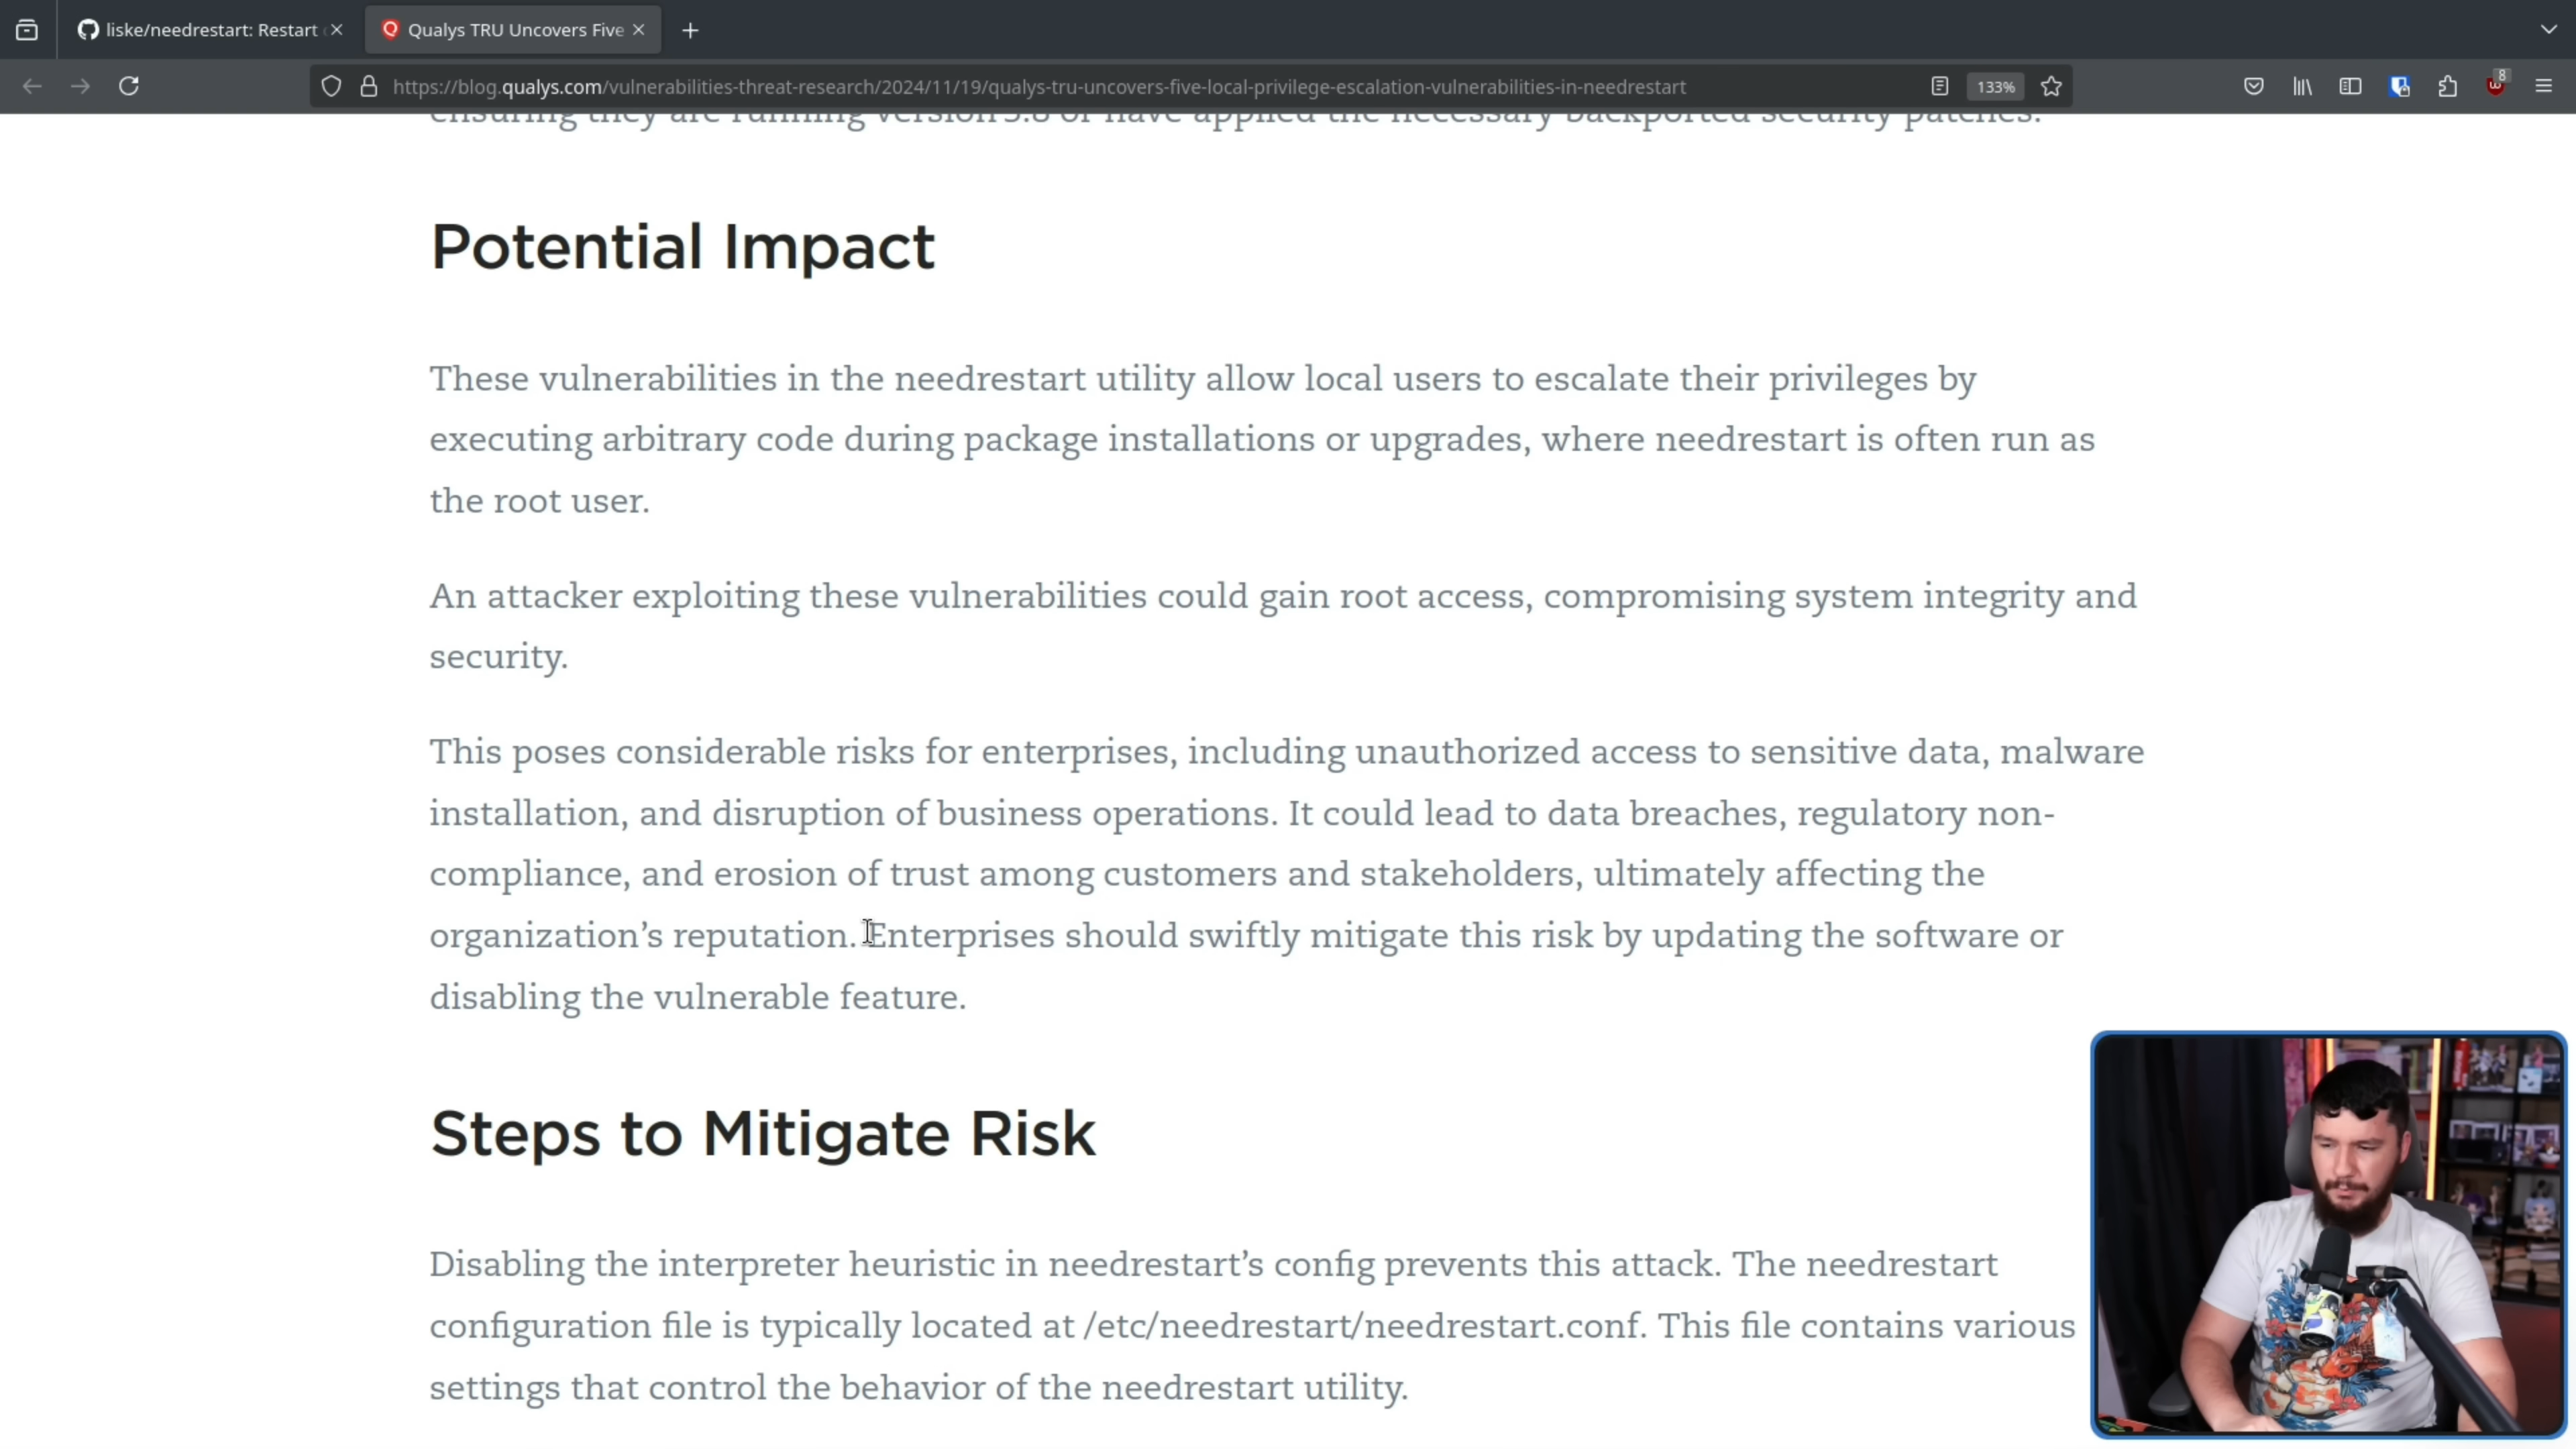 liske/needrestart: Restart
Qualys TRU Uncovers Five
https://blog.qualys.com/vulnerabilities-threat-research/2024/11/19/qualys-tru-uncovers-five-local-privilege-escalation-vulnerabilities-in-needrestart
133%
8
ensuring they are running version 3.8 or have applied the necessary backported security patches.
Potential Impact
These vulnerabilities in the needrestart utility allow local users to escalate their privileges by
executing arbitrary code during package installations or upgrades, where needrestart is often run as
the root user.
An attacker exploiting these vulnerabilities could gain root access, compromising system integrity and
security.
This poses considerable risks for enterprises, including unauthorized access to sensitive data, malware
installation, and disruption of business operations. It could lead to data breaches, regulatory non-
compliance, and erosion of trust among customers and stakeholders, ultimately affecting the
organization’s reputation. Enterprises should swiftly mitigate this risk by updating the software or
disabling the vulnerable feature.
Steps to Mitigate Risk
Disabling the interpreter heuristic in needrestart’s config prevents this attack. The needrestart
configuration file is typically located at /etc/needrestart/needrestart.conf. This file contains various
settings that control the behavior of the needrestart utility.